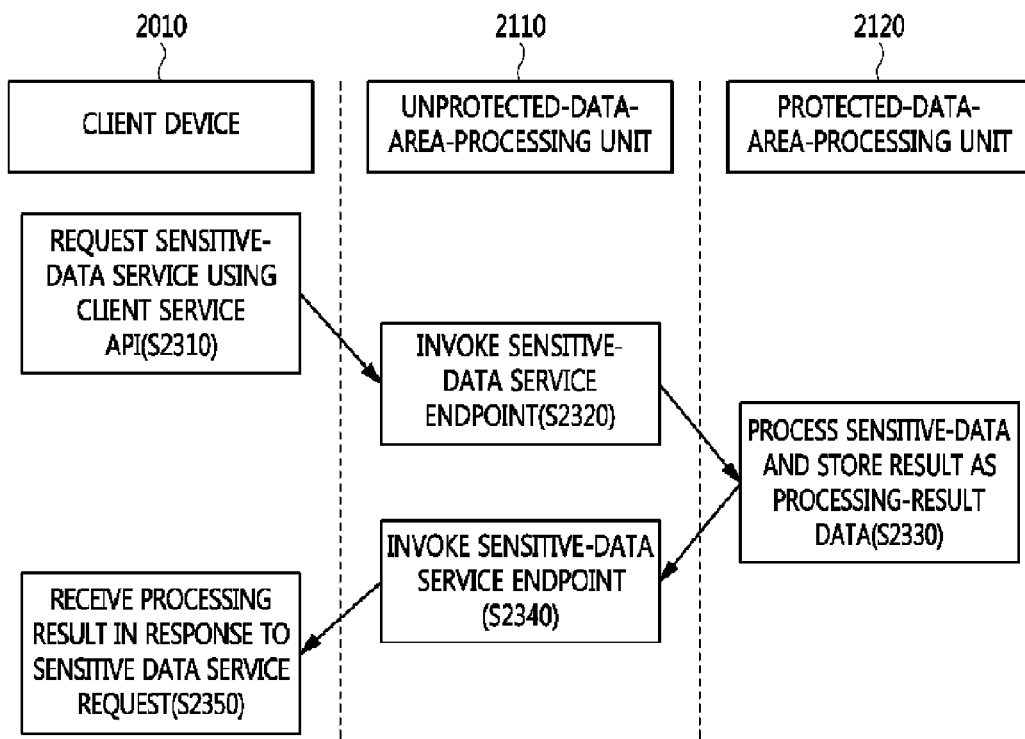 2010
2110
2120
CLIENT DEVICE
UNPROTECTED-DATA-
AREA-PROCESSING UNIT
PROTECTED-DATA-
AREA-PROCESSING UNIT
REQUEST SENSITIVE-
DATA SERVICE USING
CLIENT SERVICE
API(S2310)
INVOKE SENSITIVE-
DATA SERVICE
ENDPOINT(S2320)
PROCESS SENSITIVE-DATA
AND STORE RESULT AS
PROCESSING-RESULT
DATA(S2330)
INVOKE SENSITIVE-DATA
SERVICE ENDPOINT
(S2340)
RECEIVE PROCESSING
RESULT IN RESPONSE TO
SENSITIVE DATA SERVICE
REQUEST(S2350)